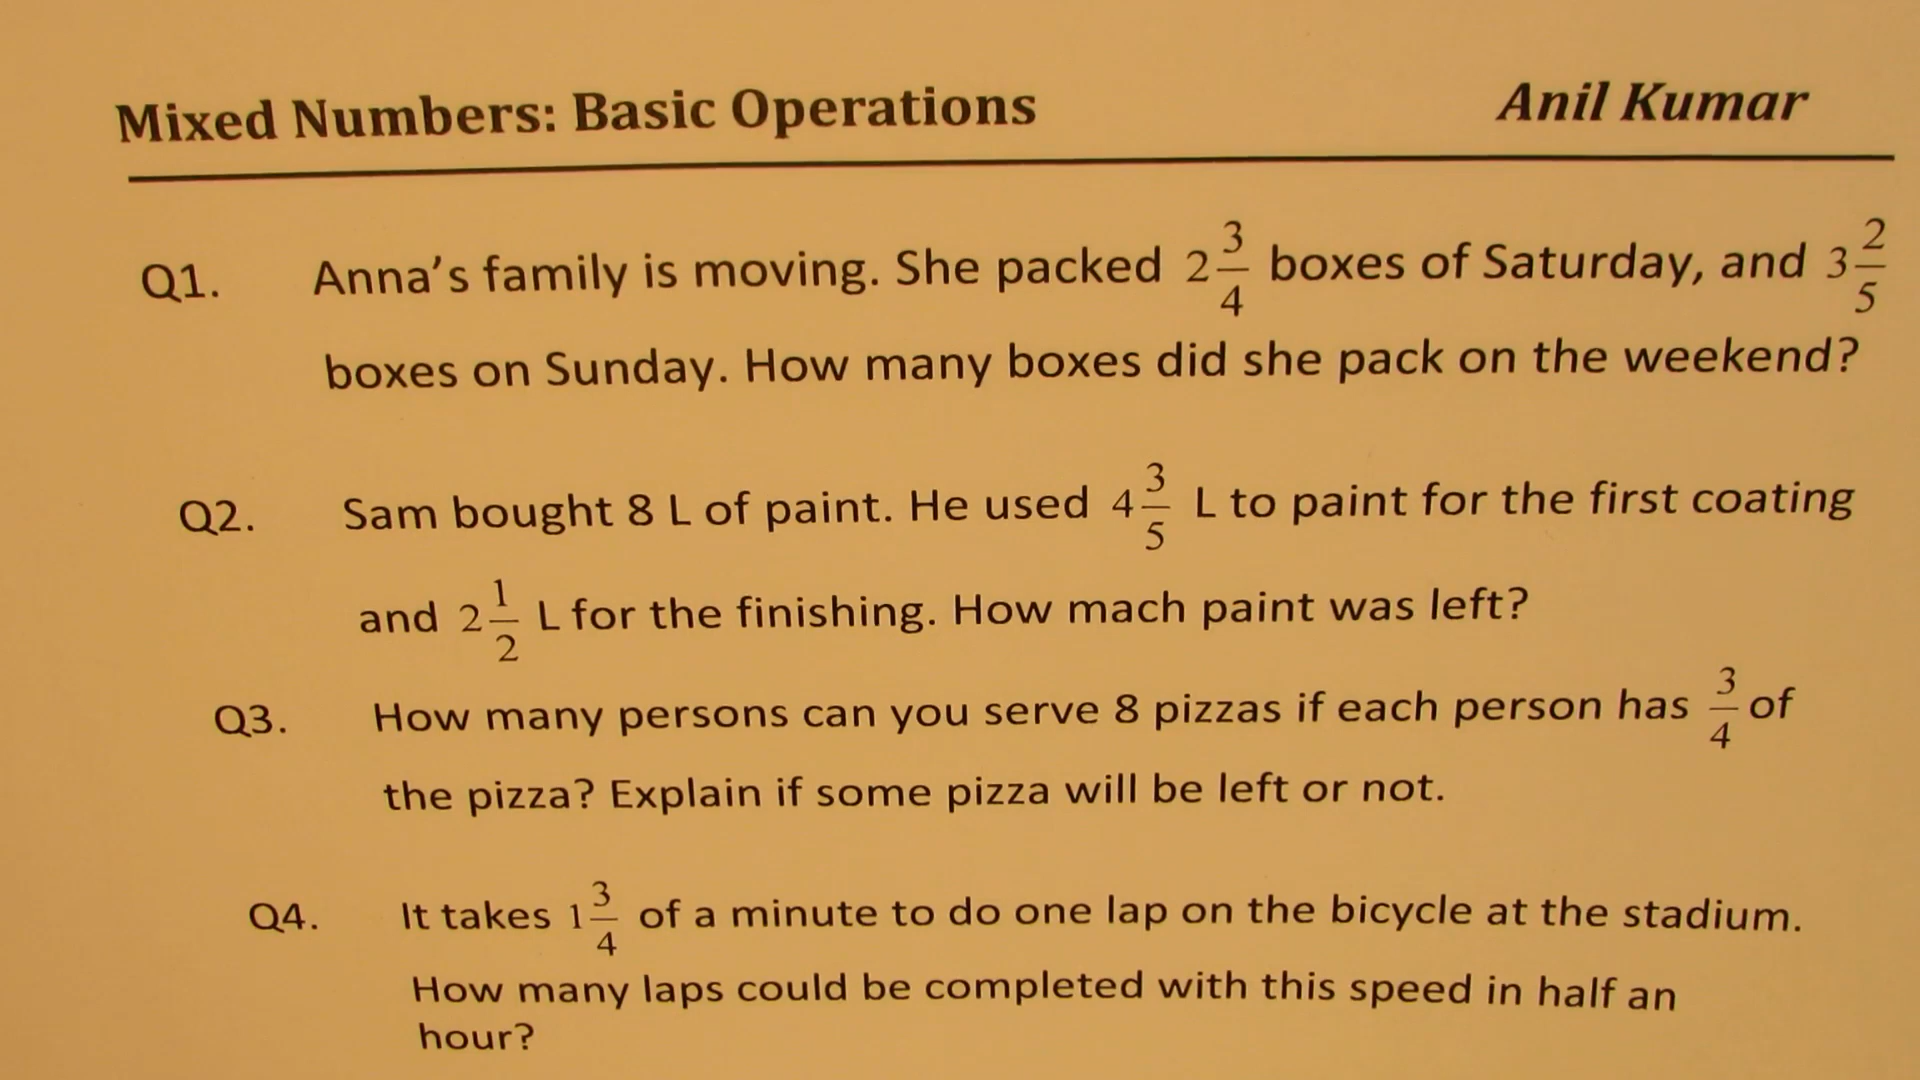 Mixed Numbers: Basic Operations Anil Kumar
Q1. Anna's family is moving. She packed 2 3/4 boxes of Saturday, and 3 2/5
boxes on Sunday. How many boxes did she pack on the weekend?
Q2. Sam bought 8 L of paint. He used 4 3/5 L to paint for the first coating
and 2 1/2 L for the finishing. How mach paint was left?
Q3. How many persons can you serve 8 pizzas if each person has 3/4 of
the pizza? Explain if some pizza will be left or not.
Q4. It takes 1 3/4 of a minute to do one lap on the bicycle at the stadium.
How many laps could be completed with this speed in half an
hour?